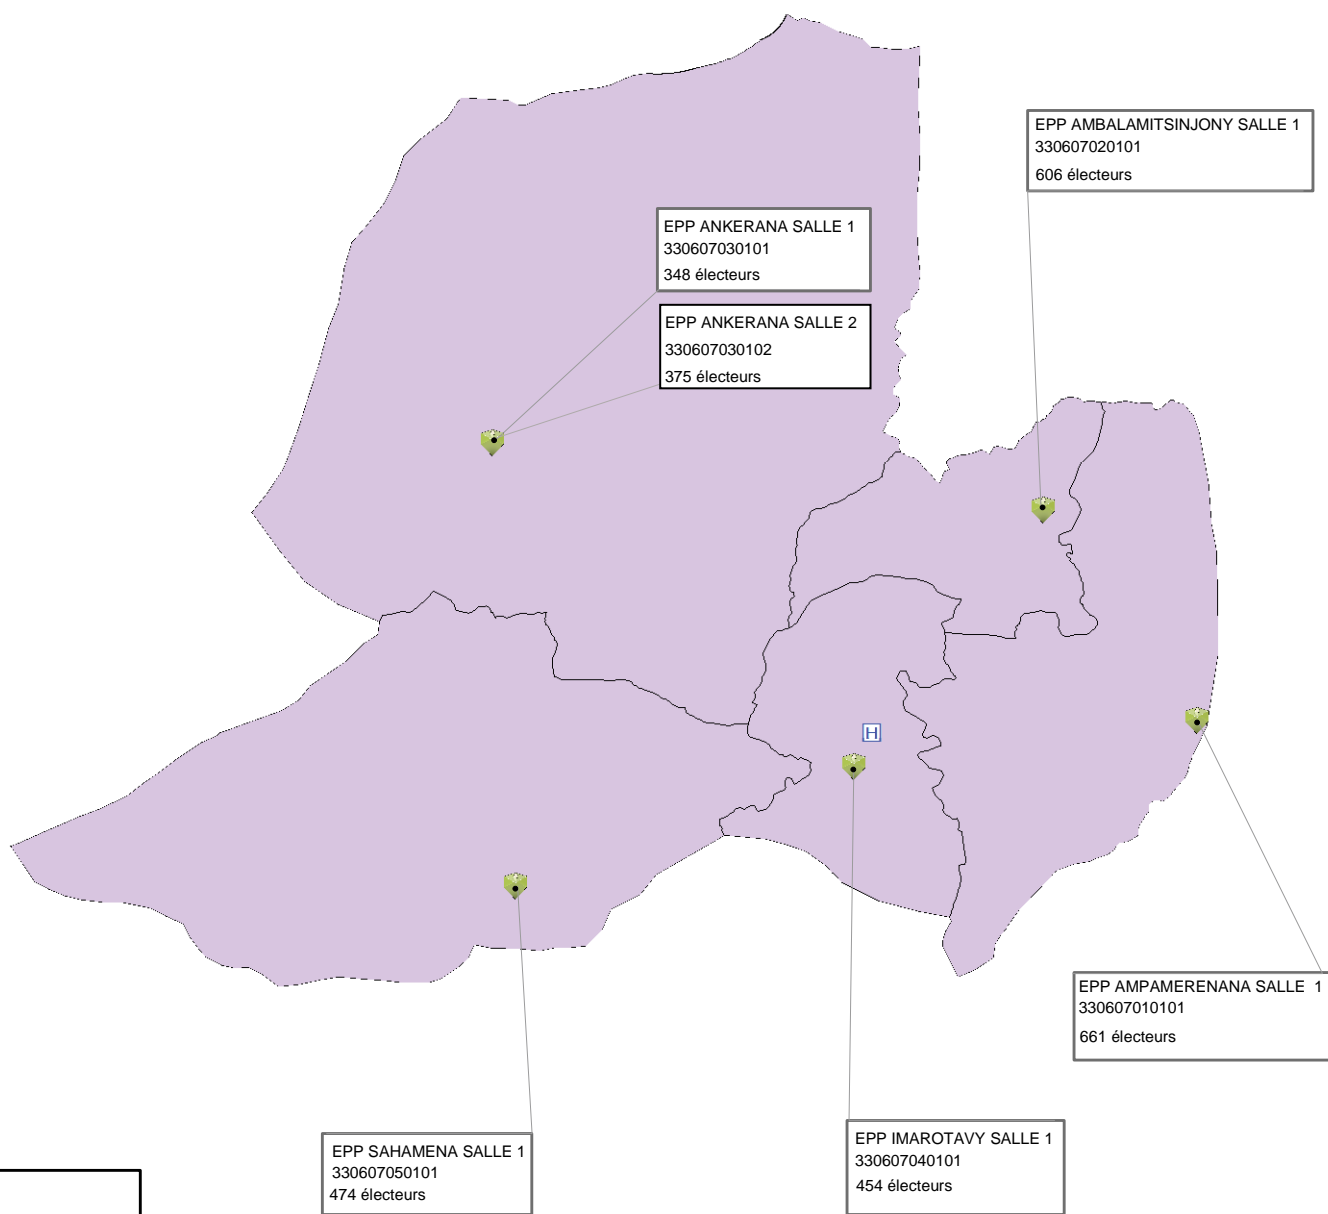 EPP AMBALAMITSINJONY SALLE 1
330607020101
606 électeurs
EPP ANKERANA SALLE 1
330607030101
348 électeurs
EPP ANKERANA SALLE 2
330607030102
375 électeurs
H
EPP AMPAMERENANA SALLE 1
330607010101
661 électeurs
EPP IMAROTAVY SALLE 1
330607040101
454 électeurs
EPP SAHAMENA SALLE 1
330607050101
474 électeurs